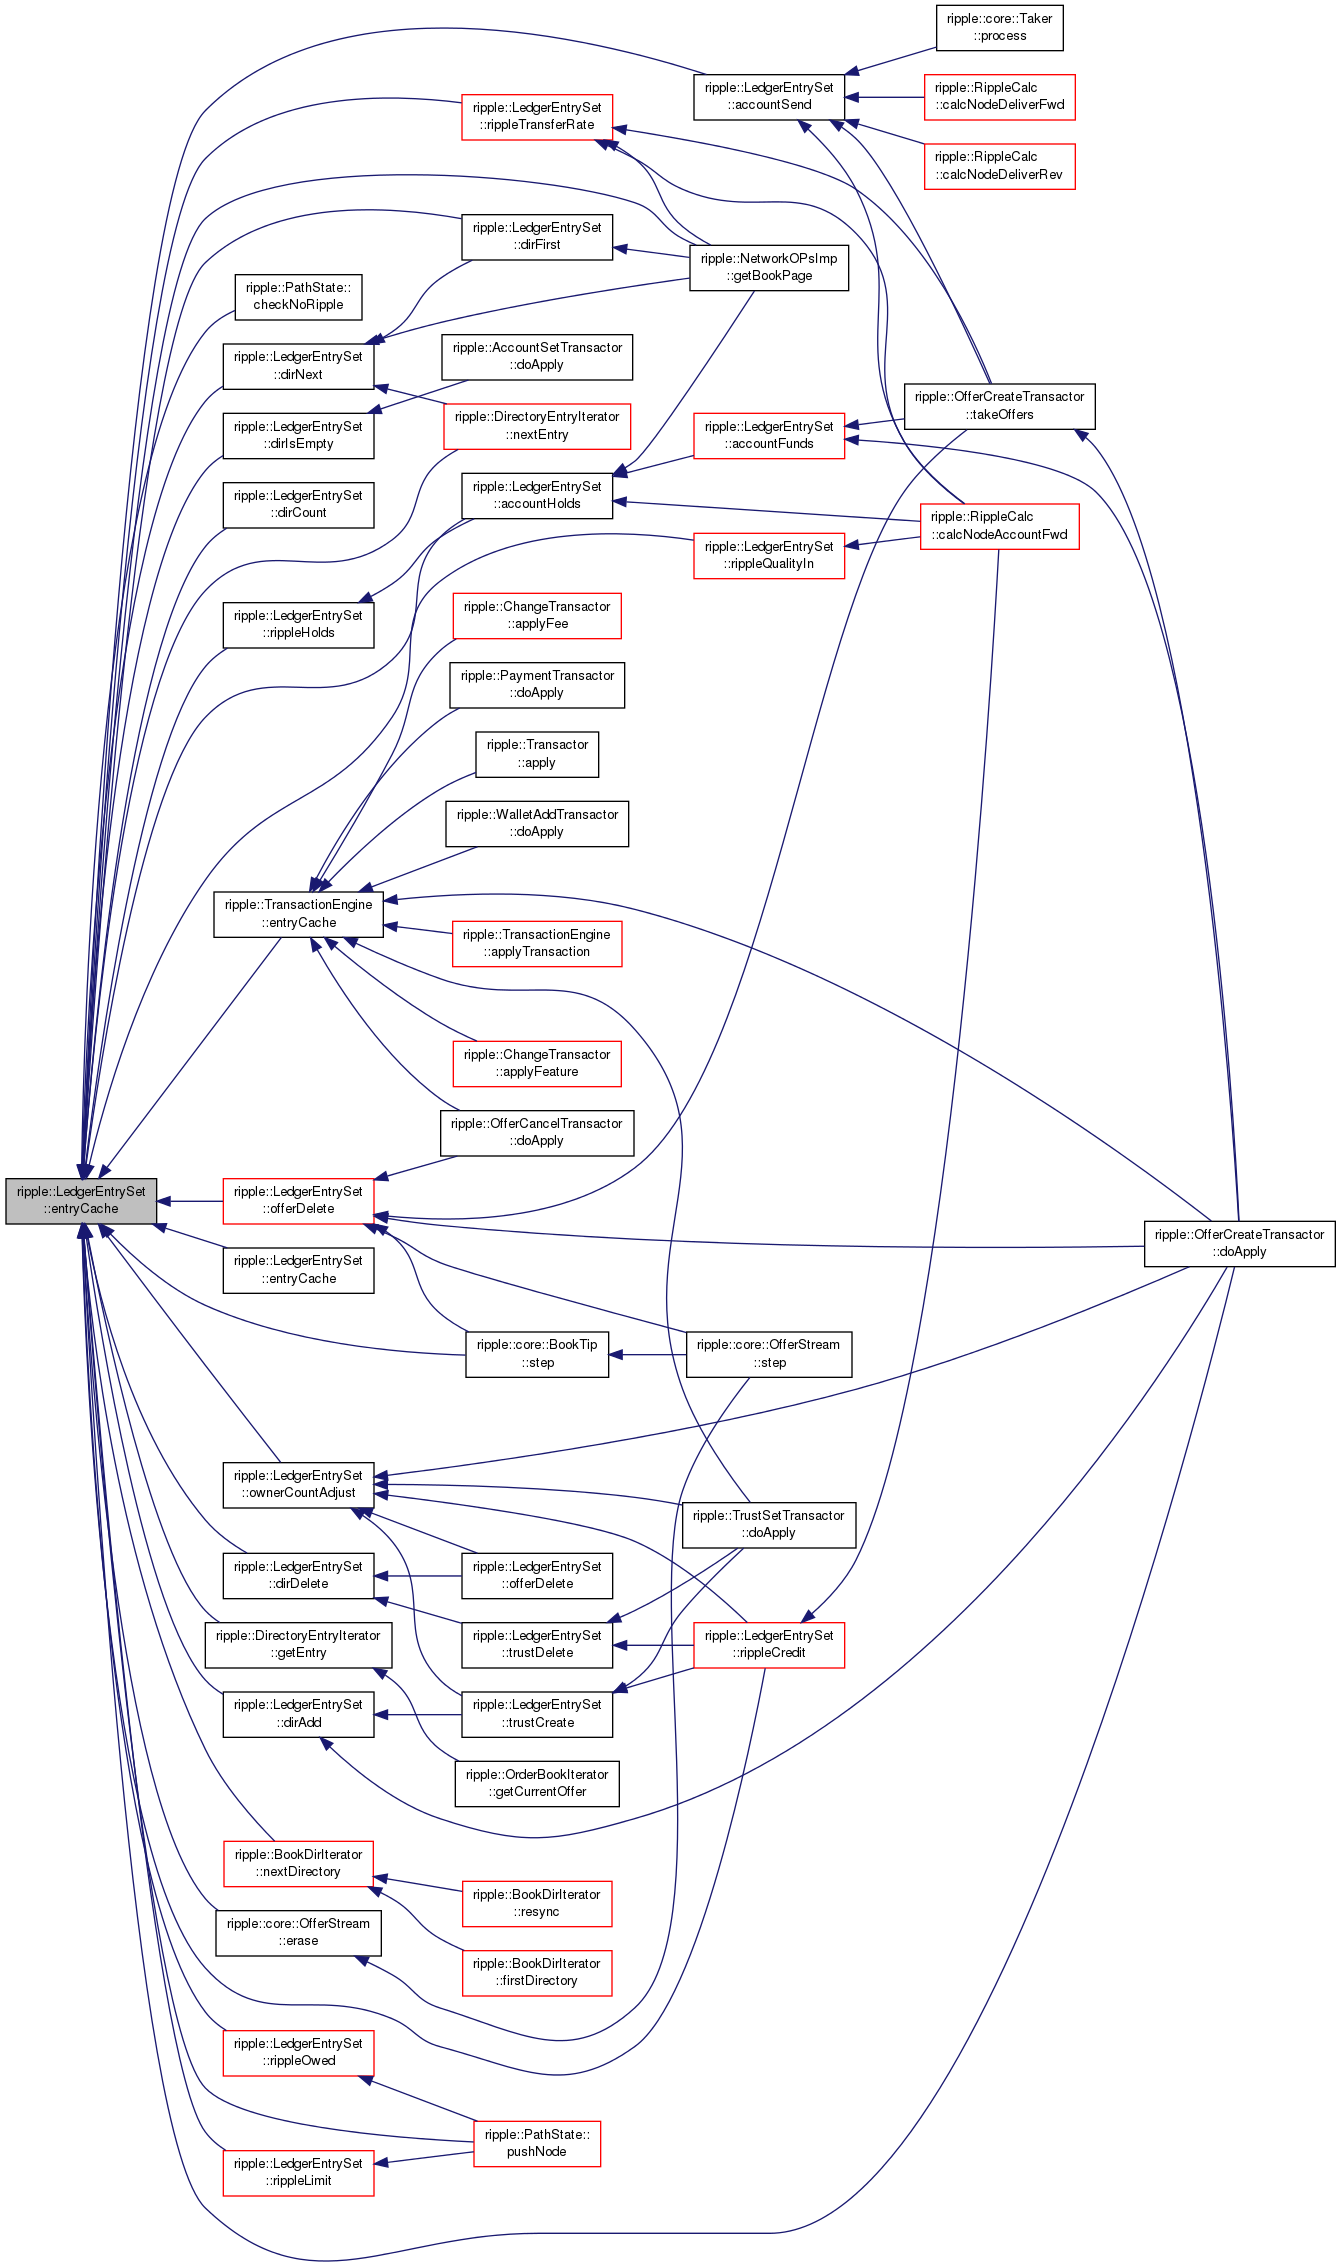 ripple::core::Taker
::process
ripple::LedgerEntrySet
::accountSend
ripple::RippleCalc
::calcNodeDeliverFwd
ripple::LedgerEntrySet
::rippleTransferRate
ripple::RippleCalc
::calcNodeDeliverRev
ripple::LedgerEntrySet
::dirFirst
ripple::NetworkOPsImp
::getBookPage
ripple::PathState::
checkNoRipple
ripple::LedgerEntrySet
::dirNext
ripple::AccountSetTransactor
::doApply
ripple::OfferCreateTransactor
::takeOffers
ripple::LedgerEntrySet
::dirIsEmpty
ripple::DirectoryEntryIterator
::nextEntry
ripple::LedgerEntrySet
::accountFunds
ripple::LedgerEntrySet
::dirCount
ripple::LedgerEntrySet
::accountHolds
ripple::RippleCalc
::calcNodeAccountFwd
ripple::LedgerEntrySet
::rippleQualityIn
ripple::LedgerEntrySet
::rippleHolds
ripple::ChangeTransactor
::applyFee
ripple::PaymentTransactor
::doApply
ripple::Transactor
::apply
ripple::WalletAddTransactor
::doApply
ripple::TransactionEngine
::entryCache
ripple::TransactionEngine
::applyTransaction
ripple::ChangeTransactor
::applyFeature
ripple::OfferCancelTransactor
::doApply
ripple::LedgerEntrySet
::entryCache
ripple::LedgerEntrySet
::offerDelete
ripple::OfferCreateTransactor
::doApply
ripple::LedgerEntrySet
::entryCache
ripple::core::BookTip
::step
ripple::core::OfferStream
::step
ripple::LedgerEntrySet
::ownerCountAdjust
ripple::TrustSetTransactor
::doApply
ripple::LedgerEntrySet
::dirDelete
ripple::LedgerEntrySet
::offerDelete
ripple::DirectoryEntryIterator
::getEntry
ripple::LedgerEntrySet
::trustDelete
ripple::LedgerEntrySet
::rippleCredit
ripple::LedgerEntrySet
::dirAdd
ripple::LedgerEntrySet
::trustCreate
ripple::OrderBookIterator
::getCurrentOffer
ripple::BookDirIterator
::nextDirectory
ripple::BookDirIterator
::resync
ripple::core::OfferStream
::erase
ripple::BookDirIterator
::firstDirectory
ripple::LedgerEntrySet
::rippleOwed
ripple::PathState::
pushNode
ripple::LedgerEntrySet
::rippleLimit